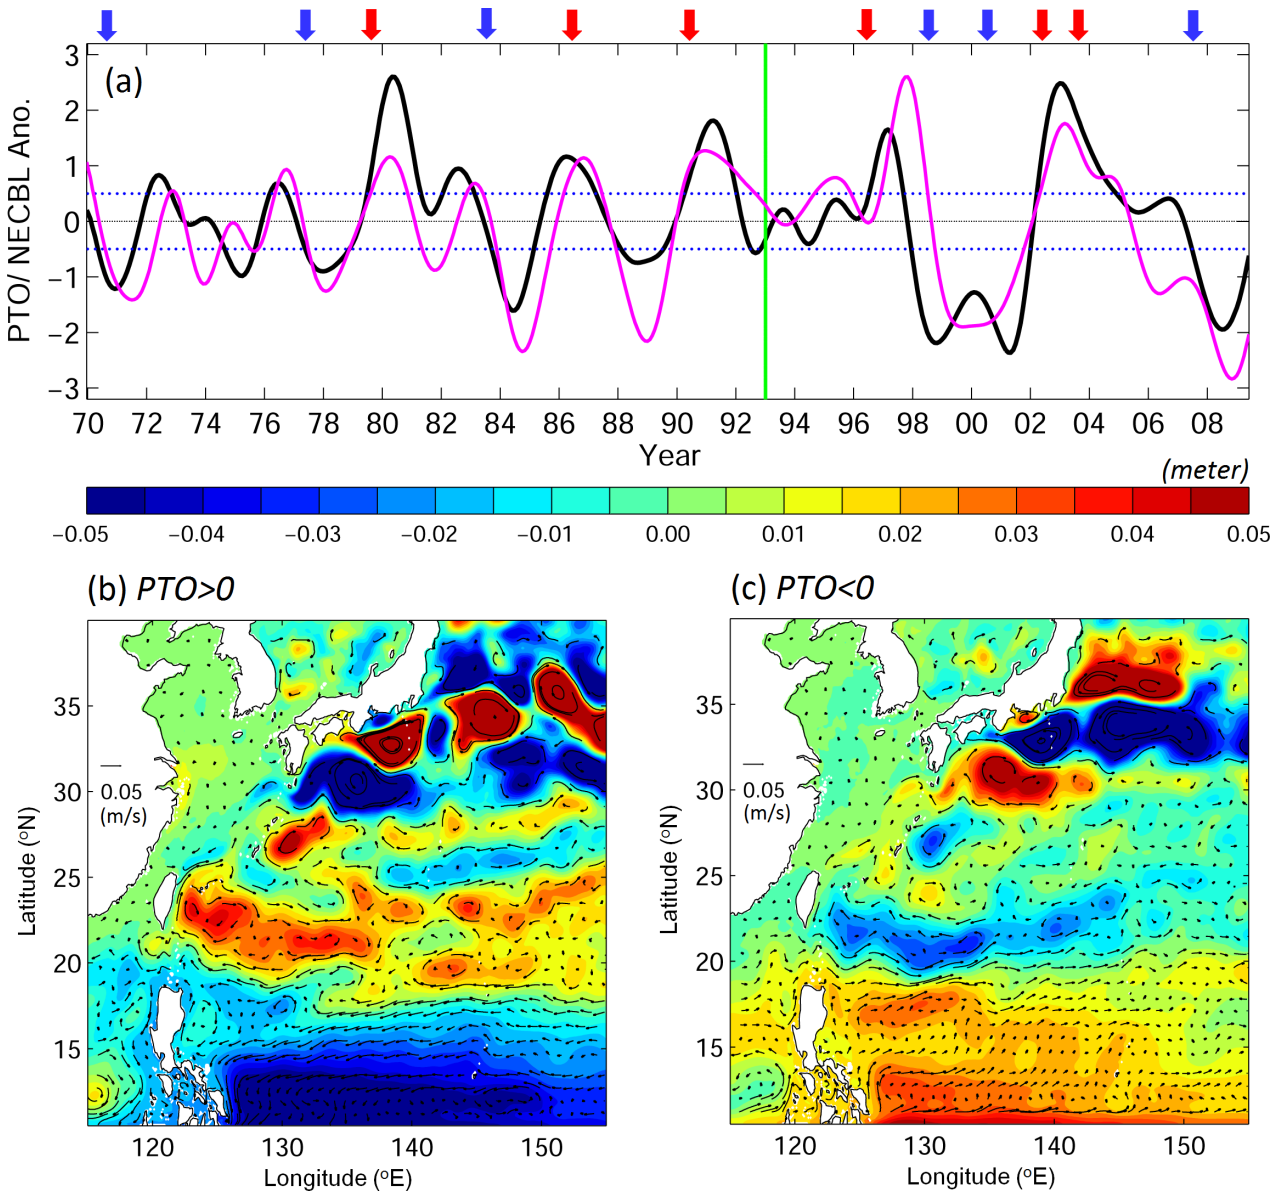 (a)
PTO/ NECBL Ano.
3
2
1
0
−1
−2
−3
70 72 74 76 78 80 82 84 86 88 90 92 94 96 98 00 02 04 06 08
Year
(meter)
−0.05 −0.04 −0.03 −0.02 −0.01 0.00 0.01 0.02 0.03 0.04 0.05
(b) PTO>0
Latitude (°N)
35
30
25
20
15
0.05
(m/s)
120 130 140 150
Longitude (°E)
(c) PTO<0
Latitude (°N)
35
30
25
20
15
0.05
(m/s)
120 130 140 150
Longitude (°E)